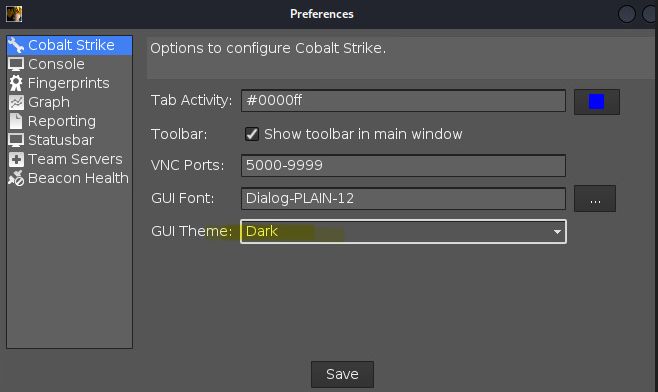 Preferences
Cobalt Strike
Console
Fingerprints
Graph
Reporting
Statusbar
Team Servers
Beacon Health
Options to configure Cobalt Strike.
Tab Activity: #0000ff
Toolbar: Show toolbar in main window
VNC Ports: 5000-9999
GUI Font: Dialog-PLAIN-12 ...
GUI Theme: Dark
Save